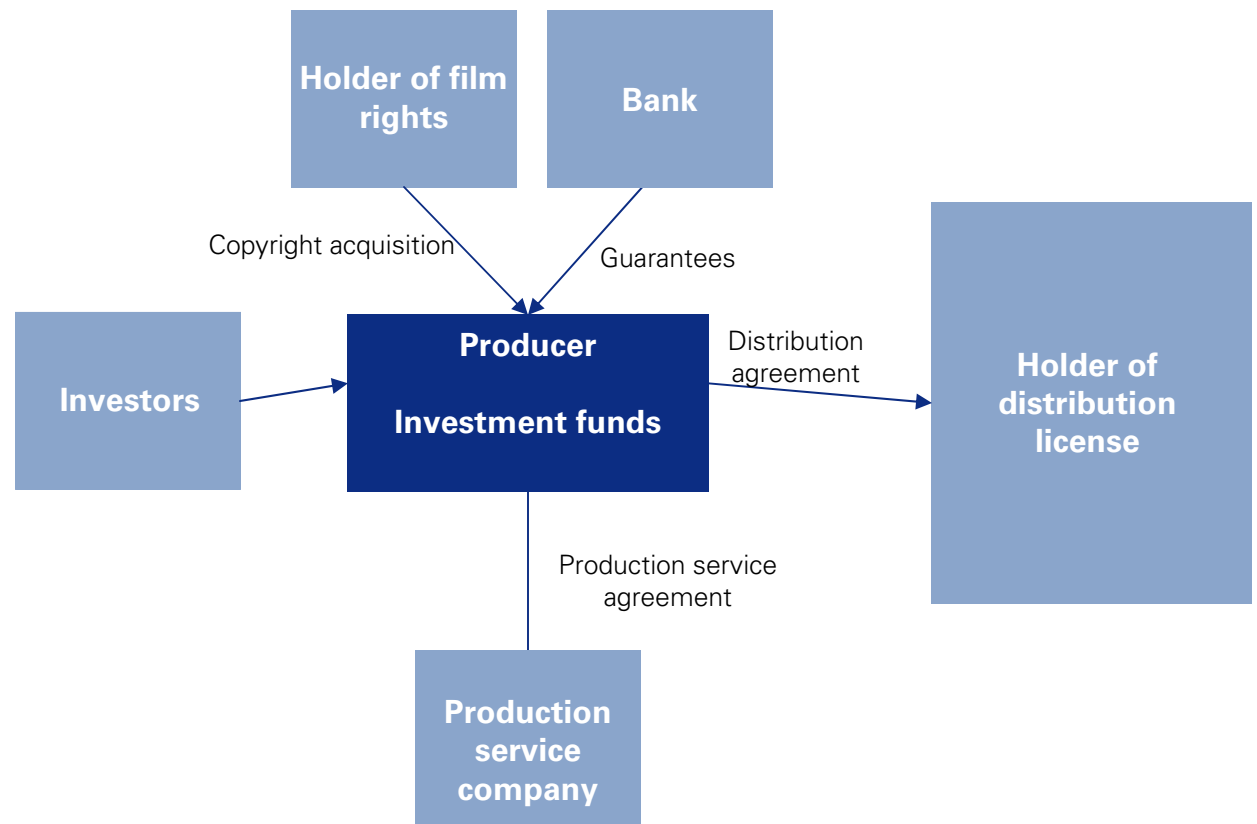 Holder of film
rights
Bank
Copyright acquisition
Guarantees
Investors
Producer
Investment funds
Distribution
agreement
Holder of
distribution
license
Production service
agreement
Production
service
company